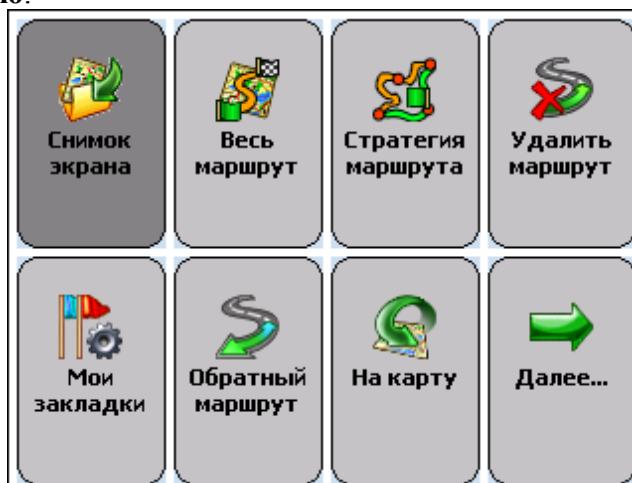 ю.
Снимок
экрана
Весь
маршрут
Стратегия
маршрута
Удалить
маршрут
Мои
закладки
Обратный
маршрут
На карту
Далее...